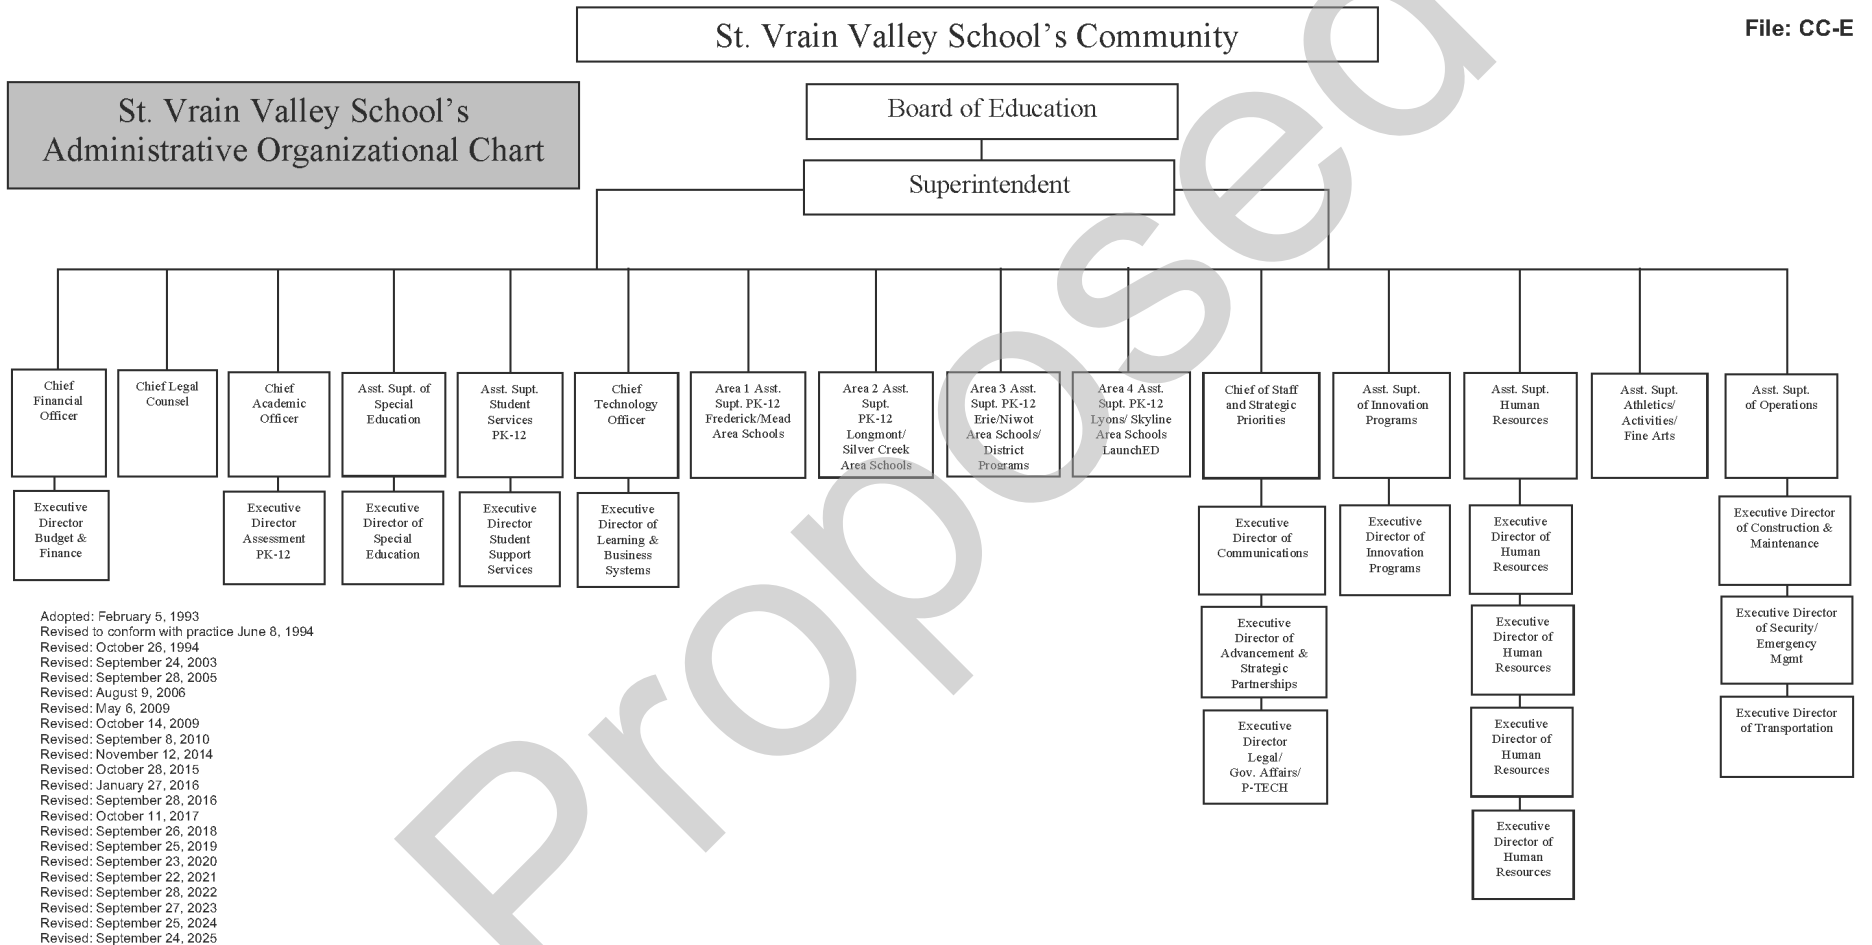 St. Vrain Valley School's Community
File: CC-E
St. Vrain Valley School's
Administrative Organizational Chart
Board of Education
Superintendent
Chief
Financial
Officer
Chief Legal
Counsel
Chief
Academic
Officer
Asst. Supt. of
Special
Education
Asst. Supt.
Student
Services
PK-12
Chief
Technology
Officer
Area 1 Asst.
Supt. PK-12
Frederick/Mead
Area Schools
Area 2 Asst.
Supt.
PK-12
Longmont/
Silver Creek
Area Schools
Area 3 Asst.
Supt. PK-12
Erie/Niwot
Area Schools/
District
Programs
Area 4 Asst.
Supt. PK-12
Lyons/ Skyline
Area Schools
LaunchED
Chief of Staff
and Strategic
Priorities
Asst. Supt.
of Innovation
Programs
Asst. Supt.
Human
Resources
Asst. Supt.
Athletics/
Activities/
Fine Arts
Asst. Supt.
of Operations
Executive
Director
Budget &
Finance
Executive
Director
Assessment
PK-12
Executive
Director of
Special
Education
Executive
Director
Student
Support
Services
Executive
Director of
Learning &
Business
Systems
Executive
Director of
Communications
Executive
Director of
Innovation
Programs
Executive
Director of
Human
Resources
Executive Director
of Construction &
Maintenance
Executive
Director of
Advancement &
Strategic
Partnerships
Executive
Director of
Human
Resources
Executive Director
of Security/
Emergency
Mgmt
Executive
Director
Legal/
Gov. Affairs/
P-TECH
Executive
Director of
Human
Resources
Executive Director
of Transportation
Executive
Director of
Human
Resources
Adopted: February 5, 1993
Revised to conform with practice June 8, 1994
Revised: October 26, 1994
Revised: September 24, 2003
Revised: September 28, 2005
Revised: August 9, 2006
Revised: May 6, 2009
Revised: October 14, 2009
Revised: September 8, 2010
Revised: November 12, 2014
Revised: October 28, 2015
Revised: January 27, 2016
Revised: September 28, 2016
Revised: October 11, 2017
Revised: September 26, 2018
Revised: September 25, 2019
Revised: September 23, 2020
Revised: September 22, 2021
Revised: September 28, 2022
Revised: September 27, 2023
Revised: September 25, 2024
Revised: September 24, 2025
Proposed